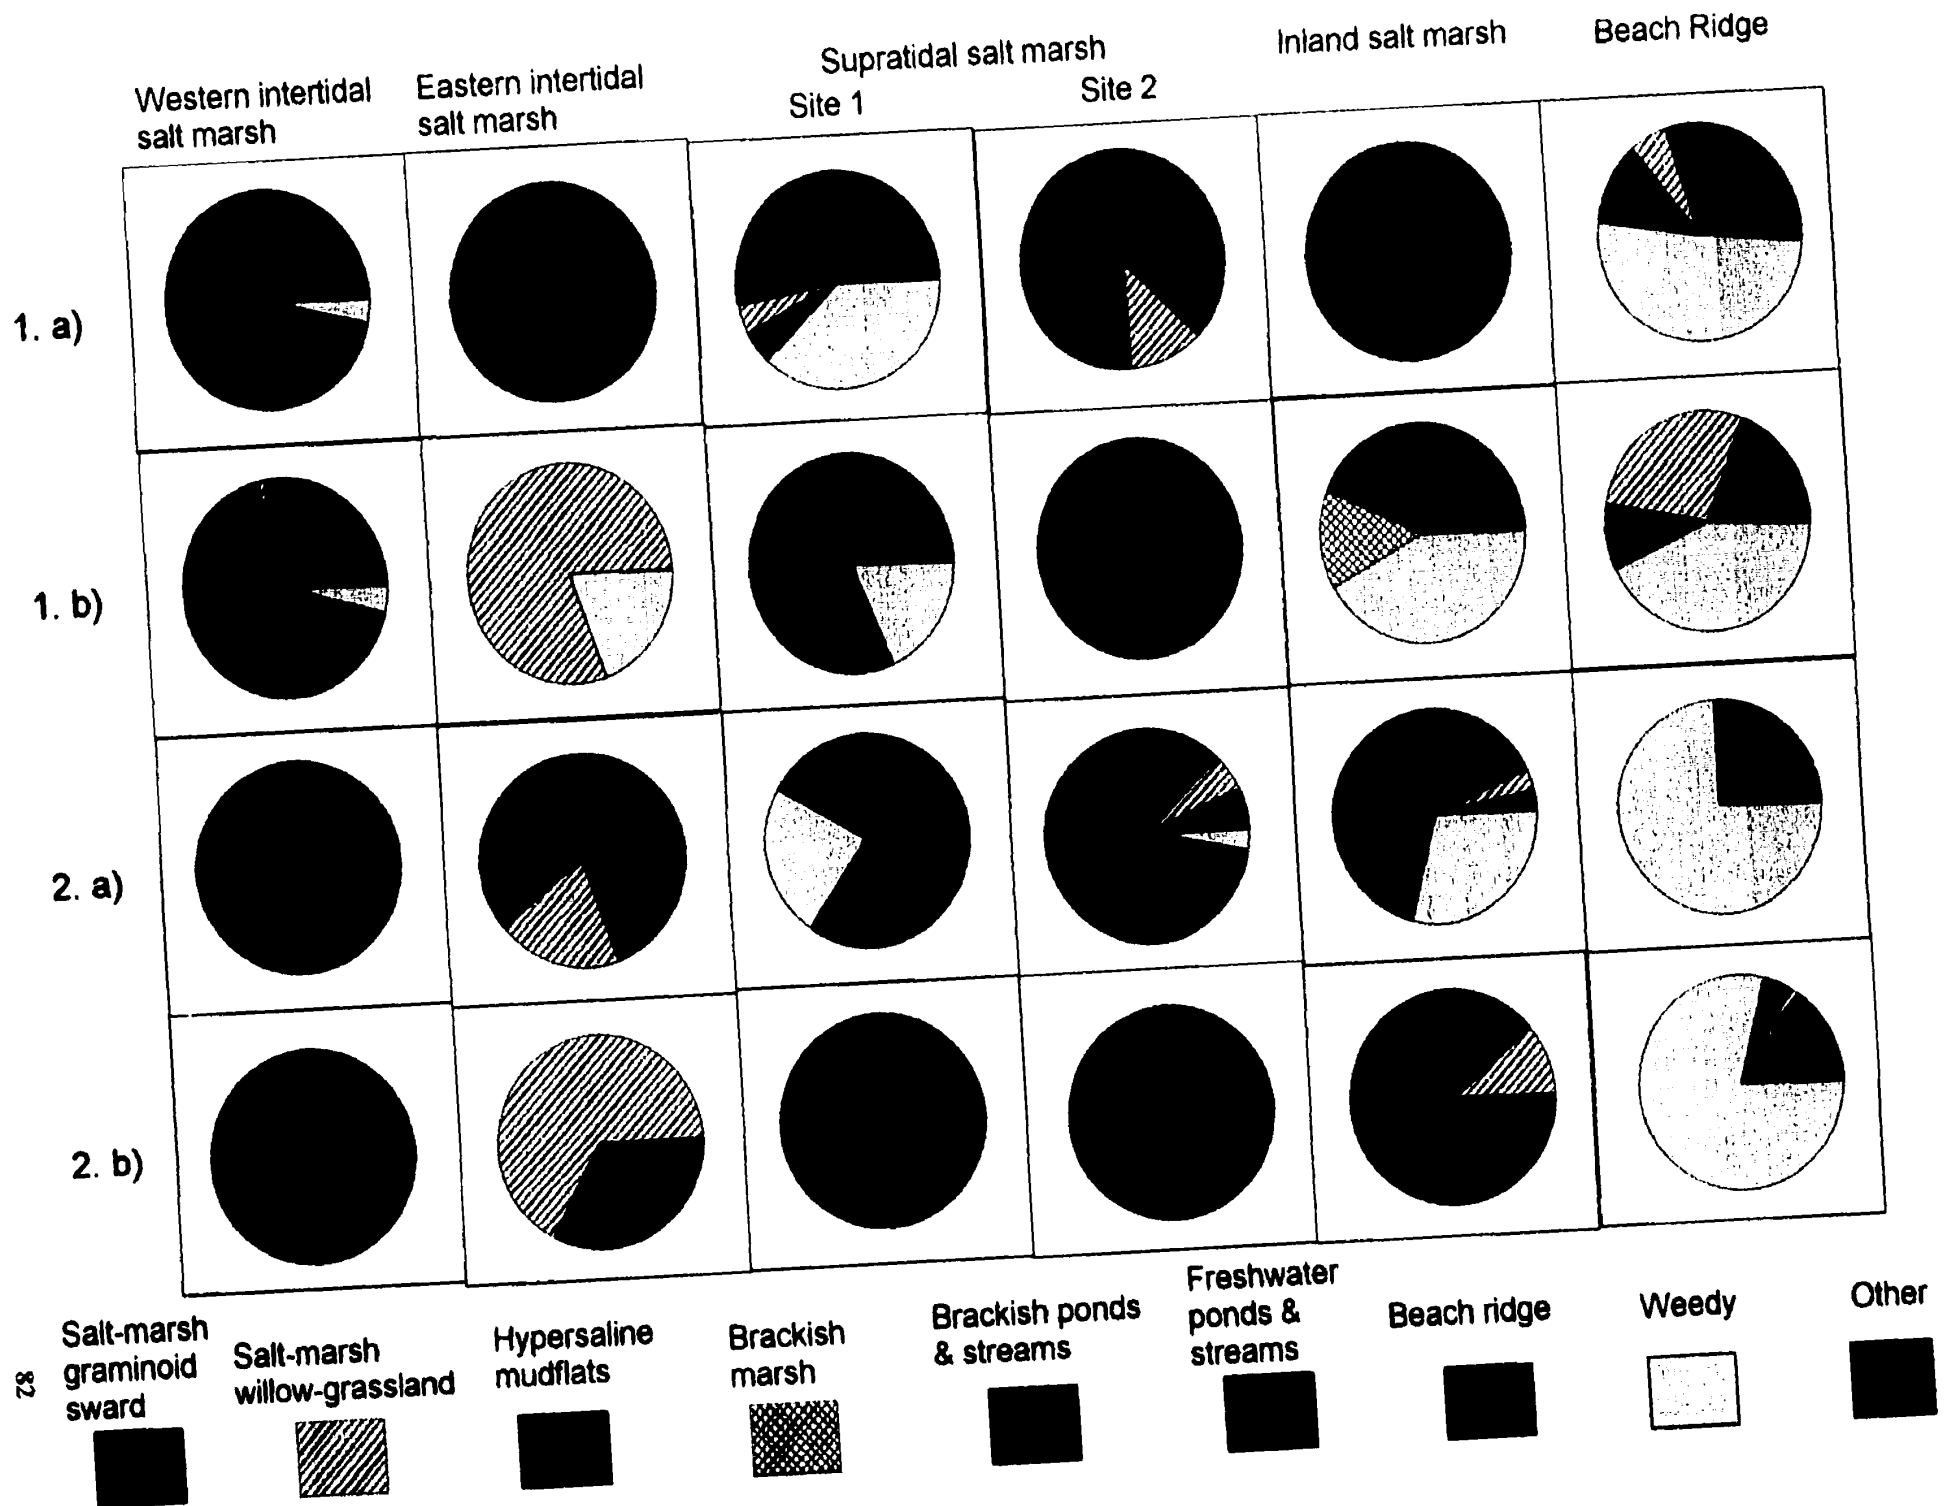 Supratidal salt marsh
Inland salt marsh
Beach Ridge
Western intertidal
salt marsh
Eastern intertidal
salt marsh
Site 1
Site 2
1. a)
1. b)
2. a)
2. b)
Salt-marsh
graminoid
sward
Salt-marsh
willow-grassland
Hypersaline
mudflats
Brackish
marsh
Brackish ponds
& streams
Freshwater
ponds &
streams
Beach ridge
Weedy
Other
82